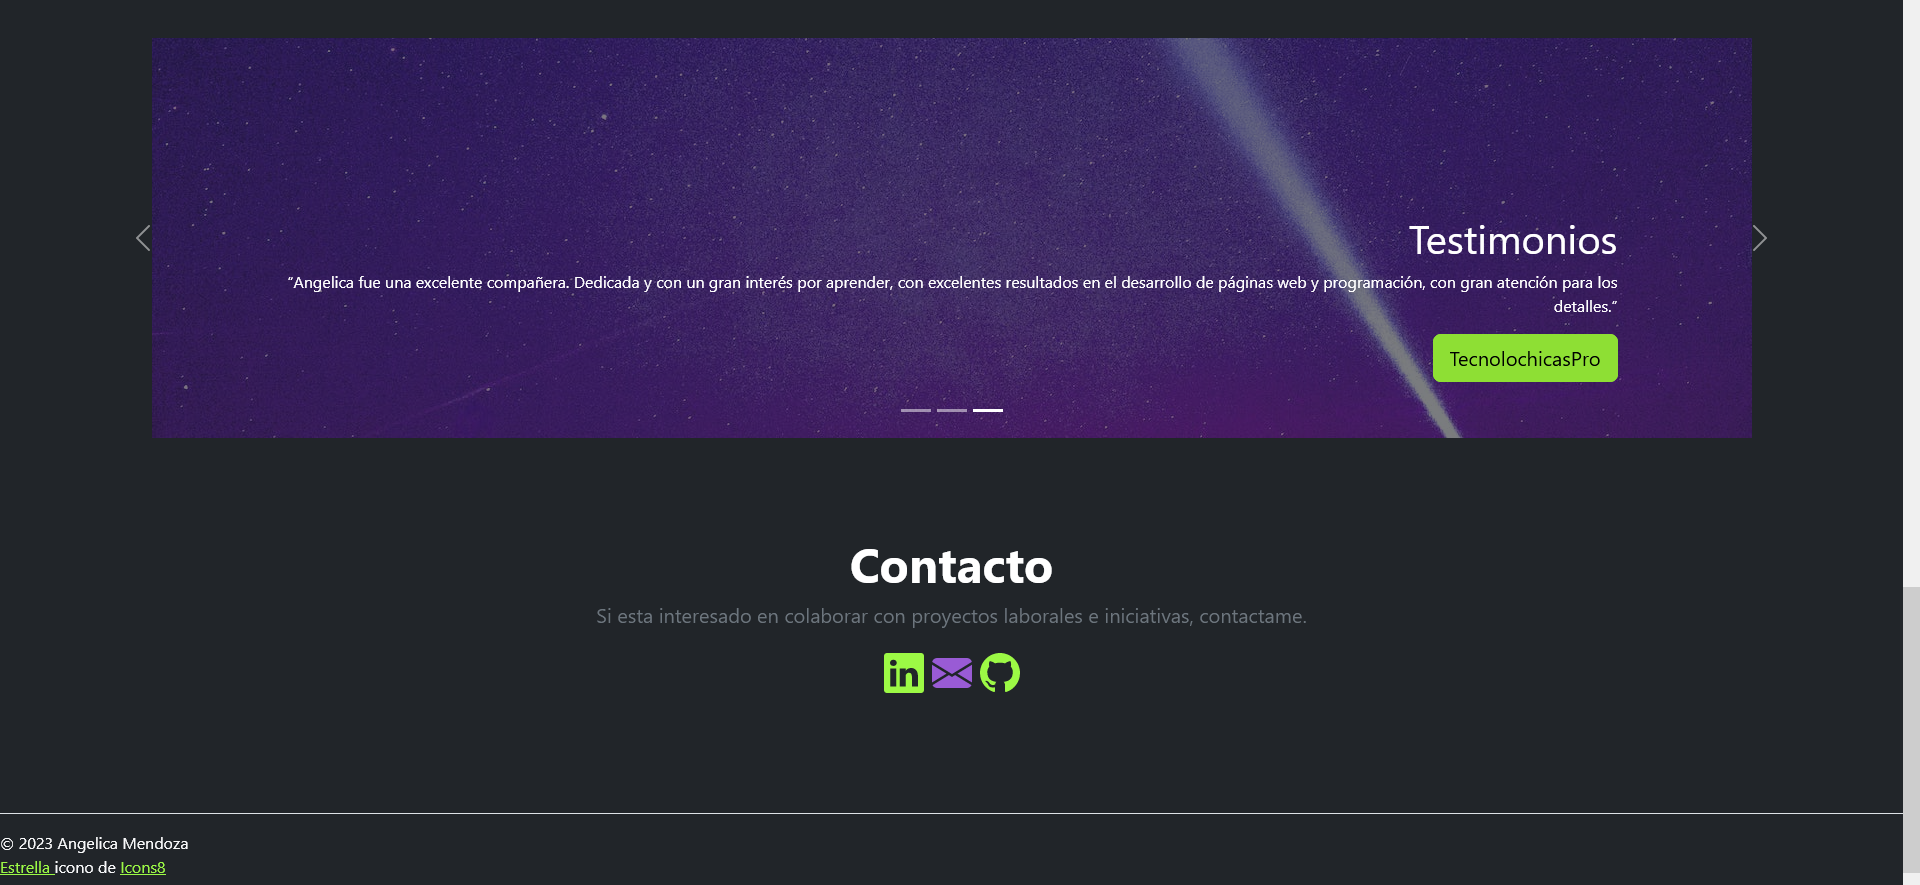 Testimonios
“Angelica fue una excelente compañera. Dedicada y con un gran interés por aprender, con excelentes resultados en el desarrollo de páginas web y programación, con gran atención para los
detalles.”
TecnolochicasPro
Contacto
Si esta interesado en colaborar con proyectos laborales e iniciativas, contactame.
in
© 2023 Angelica Mendoza
Estrella icono de Icons8